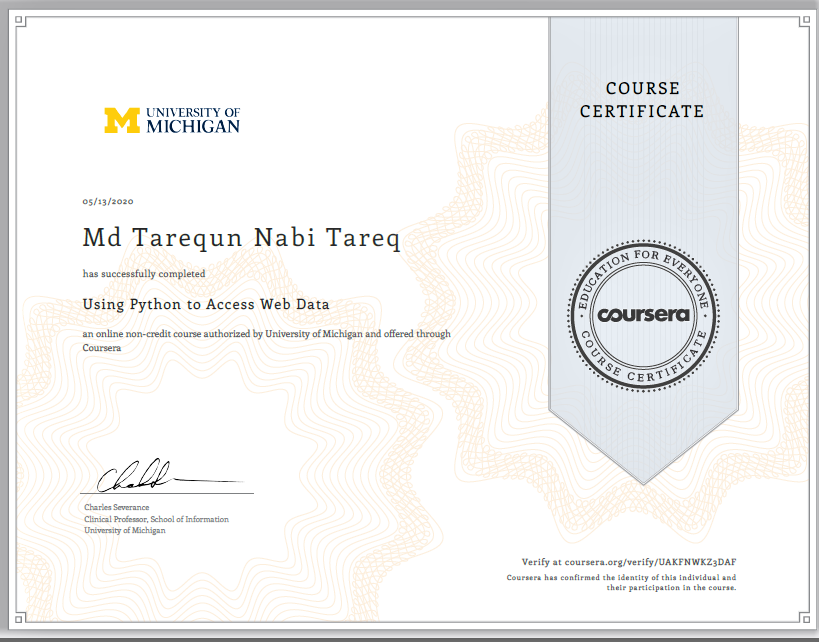 UNIVERSITY OF
MICHIGAN
COURSE
CERTIFICATE
05/13/2020
Md Tarequn Nabi Tareq
has successfully completed
Using Python to Access Web Data
an online non-credit course authorized by University of Michigan and offered through
Coursera
EDUCATION FOR EVERYONE
coursera
COURSE CERTIFICATE
Charles Severance
Clinical Professor, School of Information
University of Michigan
Verify at coursera.org/verify/UAKFNWKZ3DAF
Coursera has confirmed the identity of this individual and
their participation in the course.